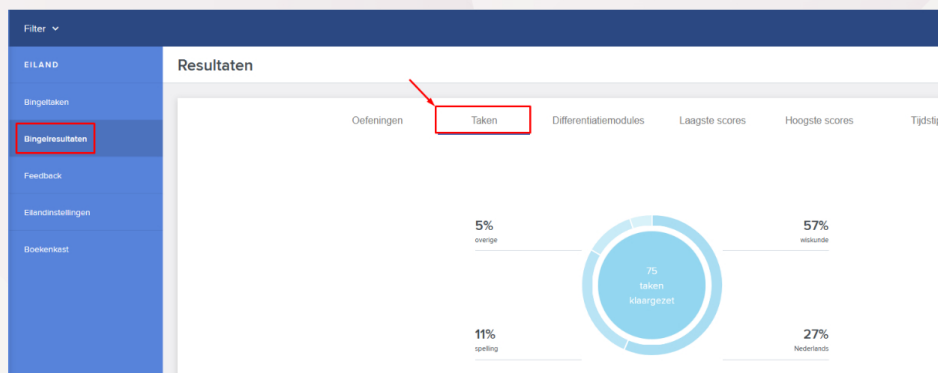 Filter
EILAND
Resultaten
Bingeltaken
Bingelresultaten
Feedback
Eilandinstellingen
Boekenkast
Oefeningen
Taken
Differentiatiemodules
Laagste scores
Hoogste scores
5%
overige
57%
wiskunde
75
taken
klaargezet
11%
spelling
27%
Nederlands